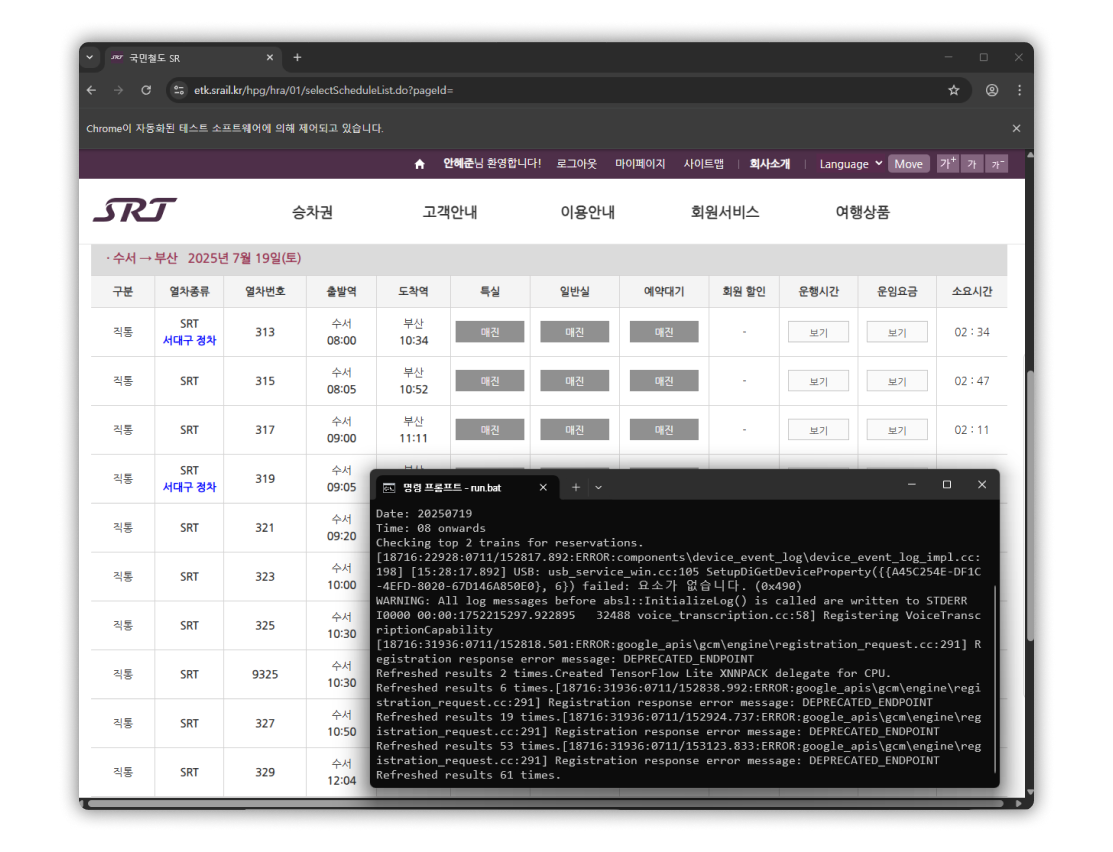 SRT 국민철도 SR
etk.srail.kr/hpg/hra/01/selectScheduleList.do?pageId=
Chrome이 자동화된 테스트 소프트웨어에 의해 제어되고 있습니다.
안혜준님 환영합니다! 로그아웃 마이페이지 사이트맵 | 회사소개 | Language Move 가+ 가 가-
SRT 승차권 고객안내 이용안내 회원서비스 여행상품
· 수서 → 부산 2025년 7월 19일(토)
구분 열차종류 열차번호 출발역 도착역 특실 일반실 예약대기 회원 할인 운행시간 운임요금 소요시간
직통 SRT 서대구 정차 313 수서 08:00 부산 10:34 매진 매진 매진 - 보기 보기 02 : 34
직통 SRT 315 수서 08:05 부산 10:52 매진 매진 매진 - 보기 보기 02 : 47
직통 SRT 317 수서 09:00 부산 11:11 매진 매진 매진 - 보기 보기 02 : 11
직통 SRT 서대구 정차 319 수서 09:05
직통 SRT 321 수서 09:20
직통 SRT 323 수서 10:00
직통 SRT 325 수서 10:30
직통 SRT 9325 수서 10:30
직통 SRT 327 수서 10:50
직통 SRT 329 수서 12:04
명령 프롬프트 - run.bat
Date: 20250719
Time: 08 onwards
Checking top 2 trains for reservations.
[18716:22928:0711/152817.892:ERROR:components\device_event_log\device_event_log_impl.cc:
198] [15:28:17.892] USB: usb_service_win.cc:105 SetupDiGetDeviceProperty({{A45C254E-DF1C
-4EFD-8020-67D146A850E0}, 6}) failed: 요소가 없습니다. (0x490)
WARNING: All log messages before absl::InitializeLog() is called are written to STDERR
I0000 00:00:1752215297.922895   32488 voice_transcription.cc:58] Registering VoiceTransc
riptionCapability
[18716:31936:0711/152818.501:ERROR:google_apis\gcm\engine\registration_request.cc:291] R
egistration response error message: DEPRECATED_ENDPOINT
Refreshed results 2 times.Created TensorFlow Lite XNNPACK delegate for CPU.
Refreshed results 6 times.[18716:31936:0711/152838.992:ERROR:google_apis\gcm\engine\regi
stration_request.cc:291] Registration response error message: DEPRECATED_ENDPOINT
Refreshed results 19 times.[18716:31936:0711/152924.737:ERROR:google_apis\gcm\engine\reg
istration_request.cc:291] Registration response error message: DEPRECATED_ENDPOINT
Refreshed results 53 times.[18716:31936:0711/153123.833:ERROR:google_apis\gcm\engine\reg
istration_request.cc:291] Registration response error message: DEPRECATED_ENDPOINT
Refreshed results 61 times.